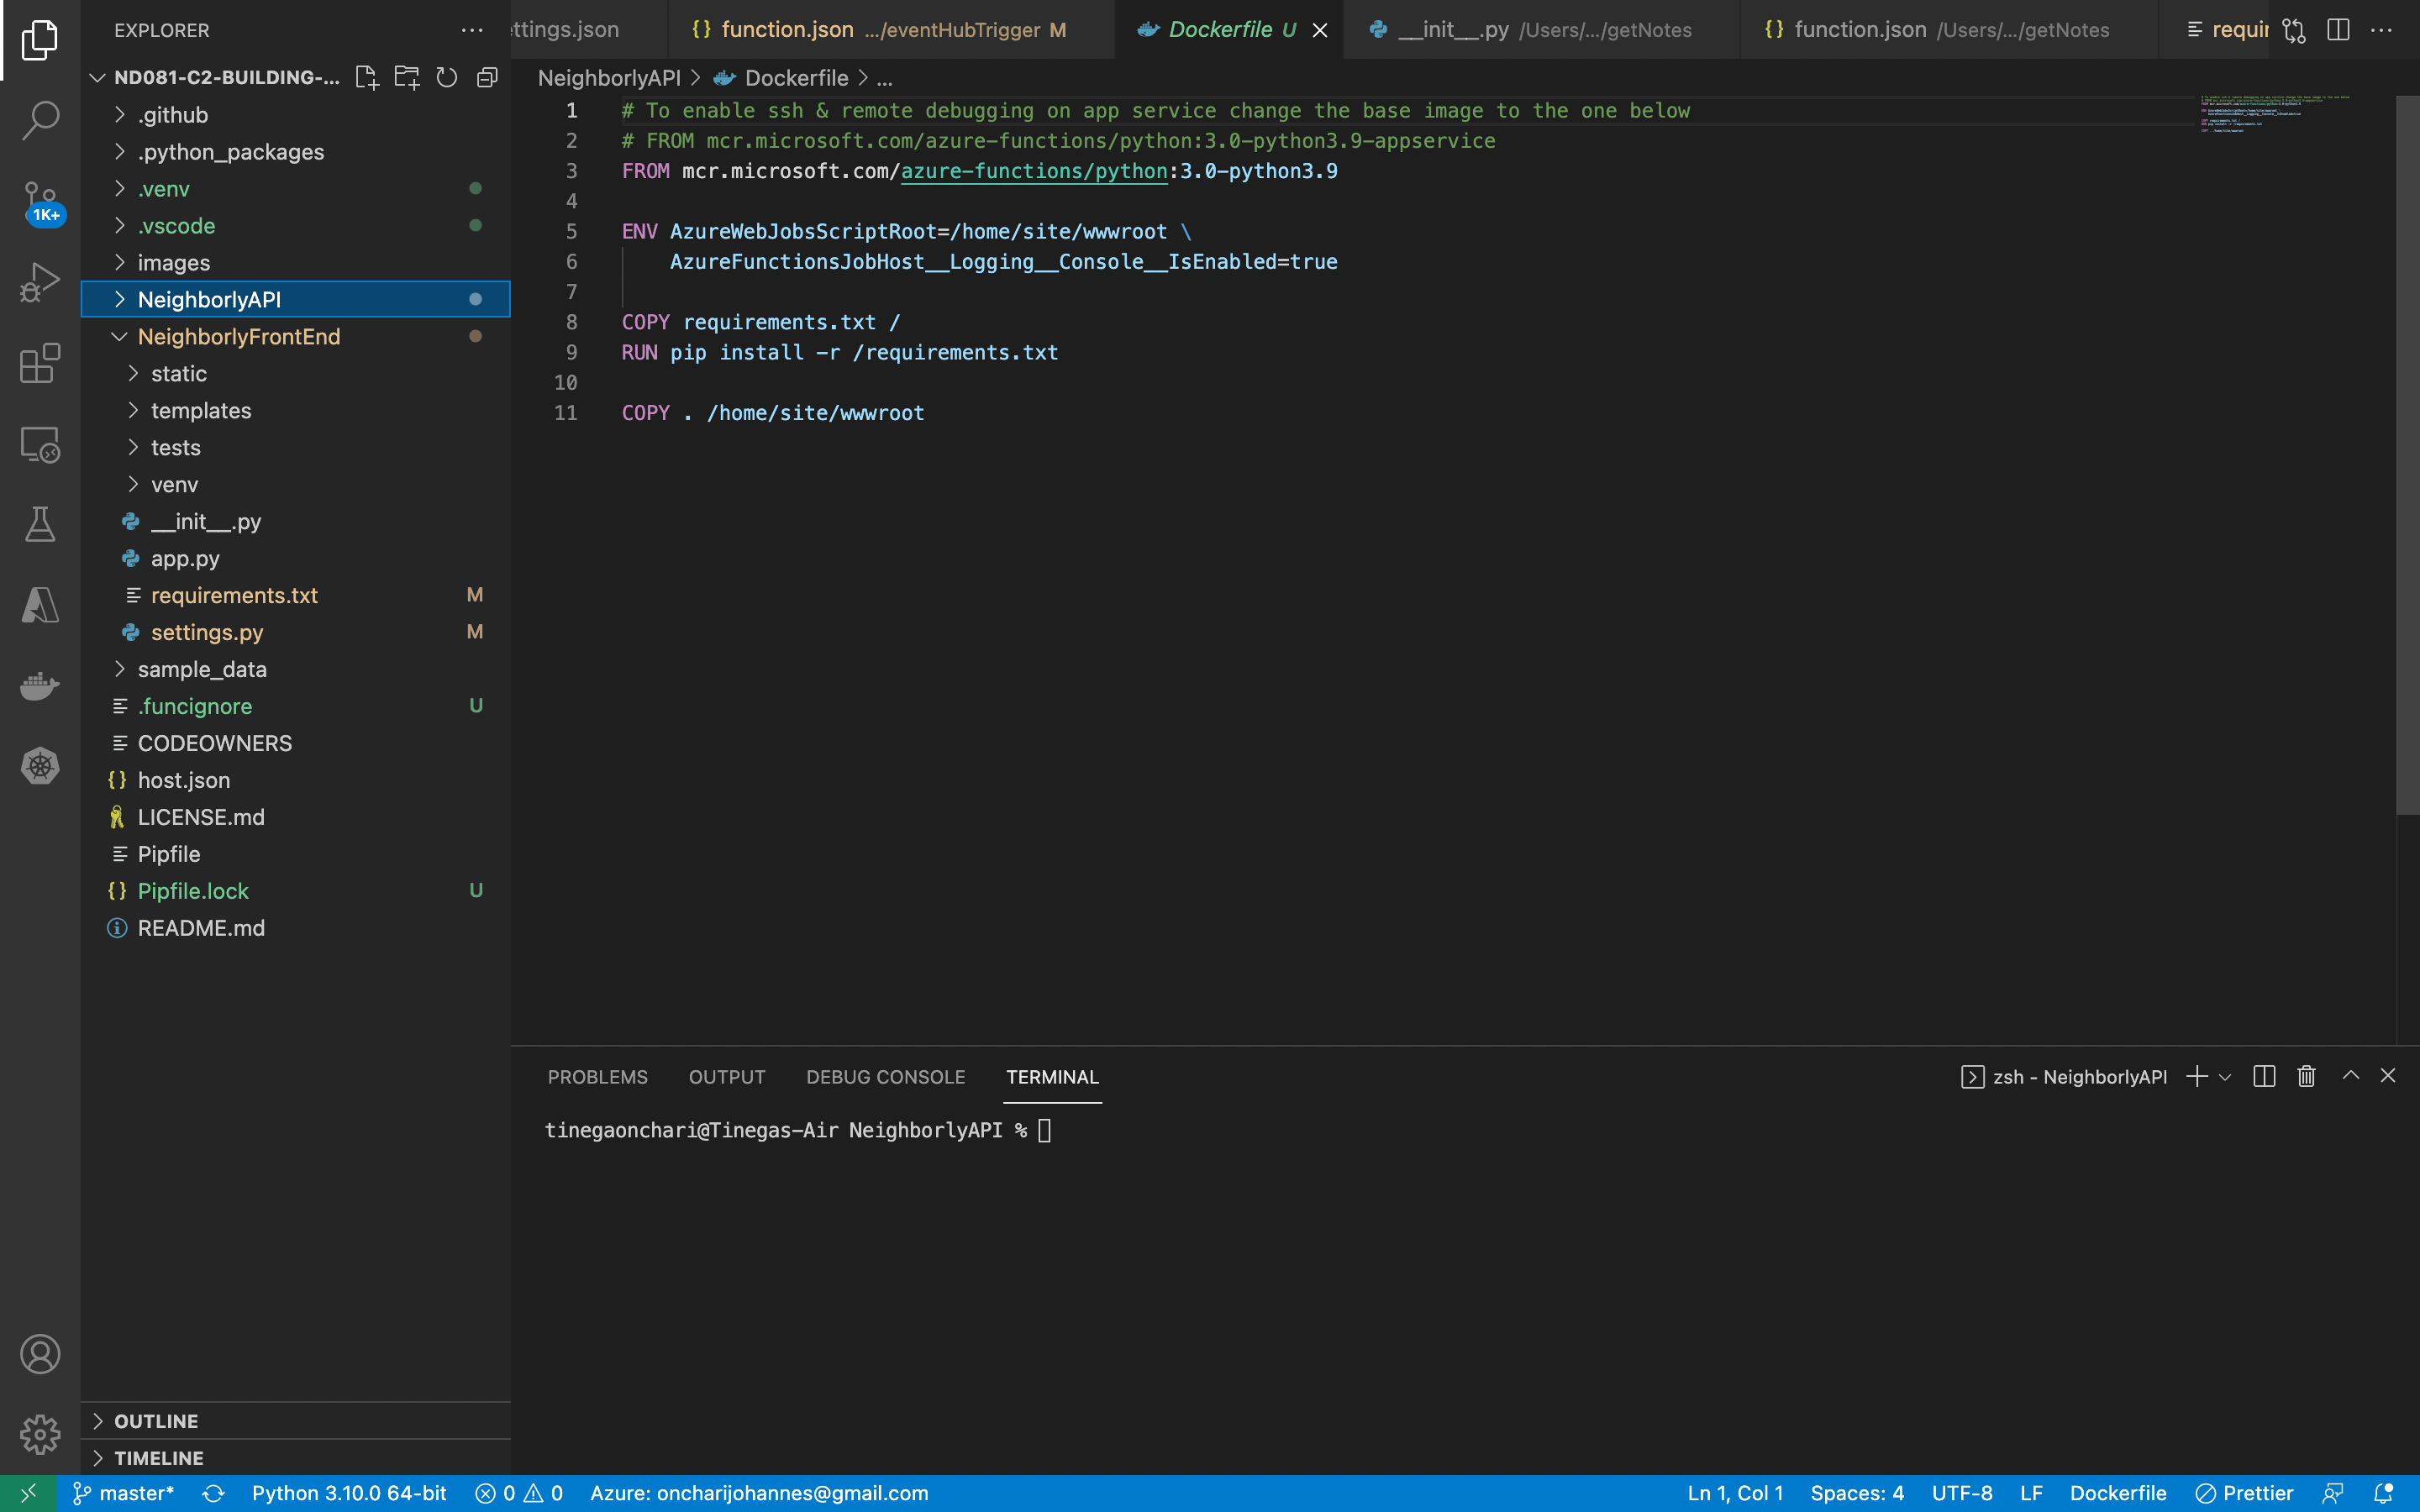 EXPLORER
ND081-C2-BUILDING-...
.github
.python_packages
.venv
.vscode
images
NeighborlyAPI
NeighborlyFrontEnd
static
templates
tests
venv
__init__.py
app.py
requirements.txt M
settings.py M
sample_data
.funcignore U
CODEOWNERS
host.json
LICENSE.md
Pipfile
Pipfile.lock U
README.md
OUTLINE
TIMELINE
1K+
ettings.json
{} function.json .../eventHubTrigger M
Dockerfile U
__init__.py /Users/.../getNotes
{} function.json /Users/.../getNotes
requir
NeighborlyAPI > Dockerfile > ...
1 # To enable ssh & remote debugging on app service change the base image to the one below
2 # FROM mcr.microsoft.com/azure-functions/python:3.0-python3.9-appservice
3 FROM mcr.microsoft.com/azure-functions/python:3.0-python3.9
4
5 ENV AzureWebJobsScriptRoot=/home/site/wwwroot \
6 AzureFunctionsJobHost__Logging__Console__IsEnabled=true
7
8 COPY requirements.txt /
9 RUN pip install -r /requirements.txt
10
11 COPY . /home/site/wwwroot
PROBLEMS OUTPUT DEBUG CONSOLE TERMINAL
zsh - NeighborlyAPI
tinegaonchari@Tinegas-Air NeighborlyAPI %
master* Python 3.10.0 64-bit 0 0 Azure: oncharijohannes@gmail.com Ln 1, Col 1 Spaces: 4 UTF-8 LF Dockerfile Prettier